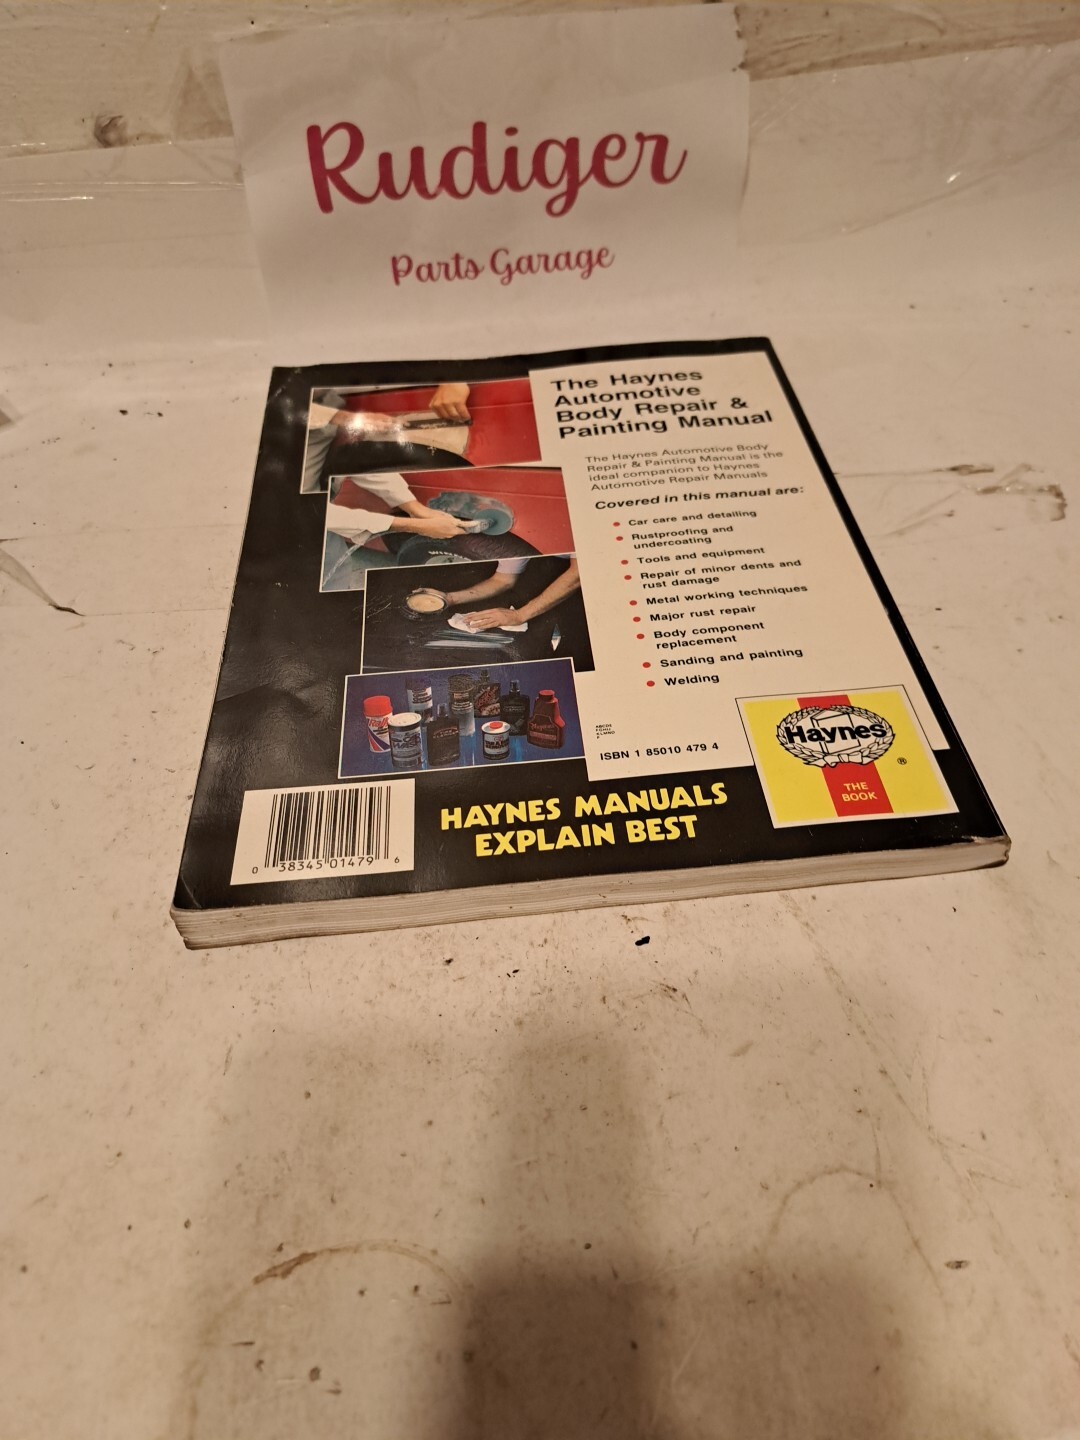 Rudiger
Parts Garage
The Haynes
Automotive
Body Repair &
Painting Manual
The Haynes Automotive Body
Repair & Painting Manual is the
ideal companion to Haynes
Automotive Repair Manuals
Covered in this manual are:
Car care and detailing
Rustproofing and
undercoating
Tools and equipment
Repair of minor dents and
rust damage
Metal working techniques
Major rust repair
Body component
replacement
Sanding and painting
Welding
ISBN 1 85010 479 4
Haynes
®
THE
BOOK
HAYNES MANUALS
EXPLAIN BEST
0 38345 01479 6